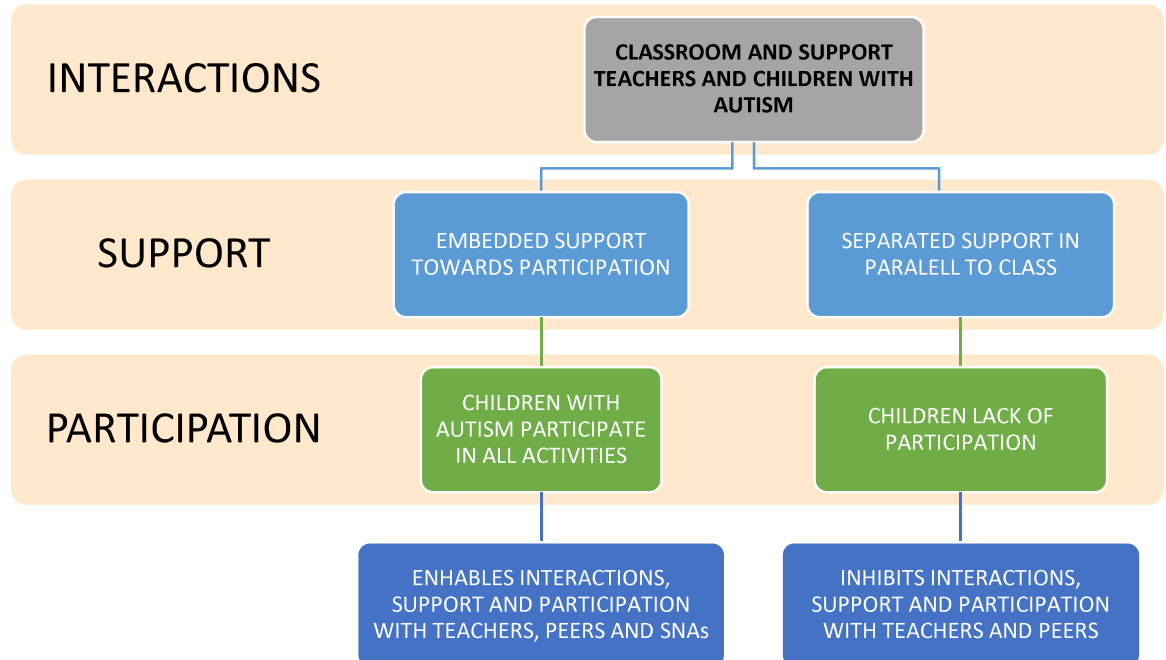 INTERACTIONS
CLASSROOM AND SUPPORT
TEACHERS AND CHILDREN WITH
AUTISM
SUPPORT
EMBEDDED SUPPORT
TOWARDS PARTICIPATION
SEPARATED SUPPORT IN
PARALELL TO CLASS
PARTICIPATION
CHILDREN WITH
AUTISM PARTICIPATE
IN ALL ACTIVITIES
CHILDREN LACK OF
PARTICIPATION
ENHABLES INTERACTIONS,
SUPPORT AND PARTICIPATION
WITH TEACHERS, PEERS AND SNAs
INHIBITS INTERACTIONS,
SUPPORT AND PARTICIPATION
WITH TEACHERS AND PEERS